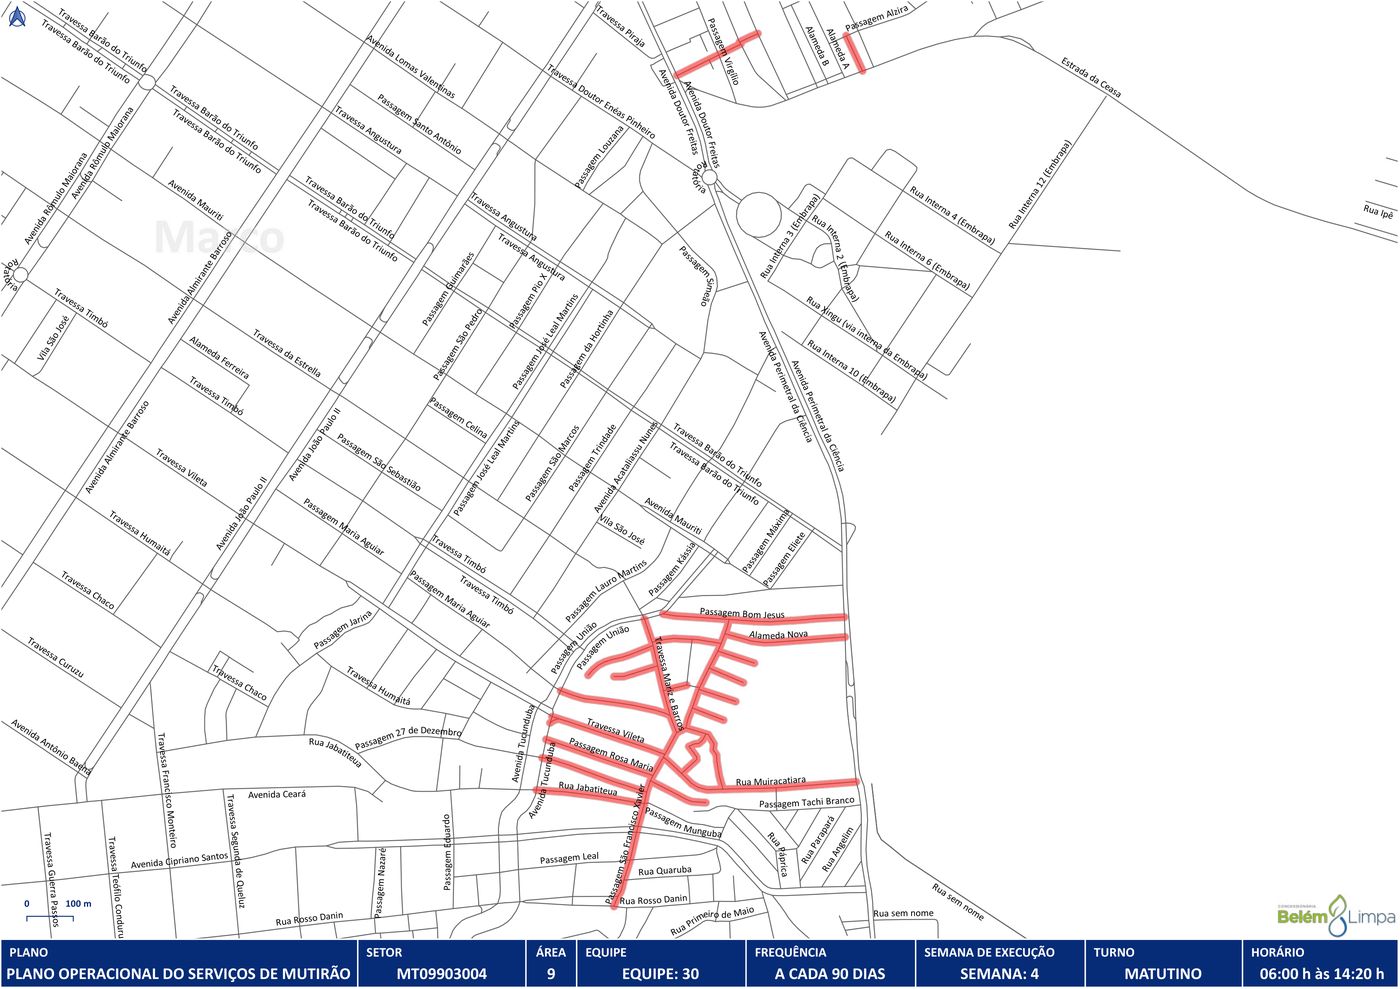 Travessa Barão do Triunfo
Travessa Barão do Triunfo
Avenida Lomas Valentinas
Travessa Piraja
Passagem Virgílio
Alameda B
Alameda A
Passagem Alzira
Estrada da Ceasa
Travessa Doutor Enéas Pinheiro
Avenida Doutor Freitas
Avenida Doutor Freitas
Passagem Santo Antônio
Travessa Angustura
Travessa Barão do Triunfo
Travessa Barão do Triunfo
Avenida Rômulo Maiorana
Avenida Rômulo Maiorana
Passagem Louzana
Rotatória
Rua Interna 12 (Embrapa)
Rua Ipê
Avenida Mauriti
Marco
Travessa Barão do Triunfo
Travessa Barão do Triunfo
Travessa Angustura
Travessa Angustura
Rua Interna 4 (Embrapa)
Rua Interna 3 (Embrapa)
Rua Interna 2 (Embrapa)
Rua Interna 6 (Embrapa)
Rotatória
Avenida Almirante Barroso
Passagem Guimarães
Passagem Pio X
Passagem Simeão
Travessa Timbó
Vila São José
Passagem São Pedro
Passagem José Leal Martins
Passagem da Hortinha
Rua Xingu (via interna da Embrapa)
Rua Interna 10 (Embrapa)
Alameda Ferreira
Travessa da Estrella
Travessa Timbó
Avenida Perimetral da Ciência
Avenida Perimetral da Ciência
Avenida Almirante Barroso
Avenida João Paulo II
Passagem Celina
Passagem José Leal Martins
Passagem São Marcos
Passagem Trindade
Avenida Acataliassu Nunes
Travessa Barão do Triunfo
Travessa Barão do Triunfo
Travessa Vileta
Passagem São Sebastião
Avenida João Paulo II
Travessa Humaitá
Passagem Maria Aguiar
Travessa Timbó
Vila São José
Avenida Mauriti
Passagem Máxima
Passagem Eliete
Travessa Chaco
Passagem Maria Aguiar
Travessa Timbó
Passagem Lauro Martins
Passagem Kássia
Passagem Jarina
Passagem União
Passagem União
Passagem Bom Jesus
Alameda Nova
Travessa Curuzu
Travessa Chaco
Travessa Humaitá
Travessa Mariz e Barros
Avenida Antônio Baena
Travessa Francisco Monteiro
Rua Jabatiteua
Passagem 27 de Dezembro
Avenida Tucunduba
Avenida Tucunduba
Travessa Vileta
Passagem Rosa Maria
Rua Jabatiteua
Rua Muiracatiara
Passagem Tachi Branco
Avenida Ceará
Travessa Segunda de Queluz
Passagem São Francisco Xavier
Passagem Munguba
Rua Páprica
Rua Parapará
Rua Angelim
Travessa Guerra Passos
Travessa Teófilo Conduru
Avenida Cipriano Santos
Passagem Nazaré
Passagem Eduardo
Passagem Leal
Rua Quaruba
Rua Rosso Danin
Rua Rosso Danin
Rua Primeiro de Maio
Rua sem nome
Rua sem nome
0 100 m
CONCESSIONÁRIA
Belém Limpa
PLANO
PLANO OPERACIONAL DO SERVIÇOS DE MUTIRÃO
SETOR
MT09903004
ÁREA
9
EQUIPE
EQUIPE: 30
FREQUÊNCIA
A CADA 90 DIAS
SEMANA DE EXECUÇÃO
SEMANA: 4
TURNO
MATUTINO
HORÁRIO
06:00 h às 14:20 h